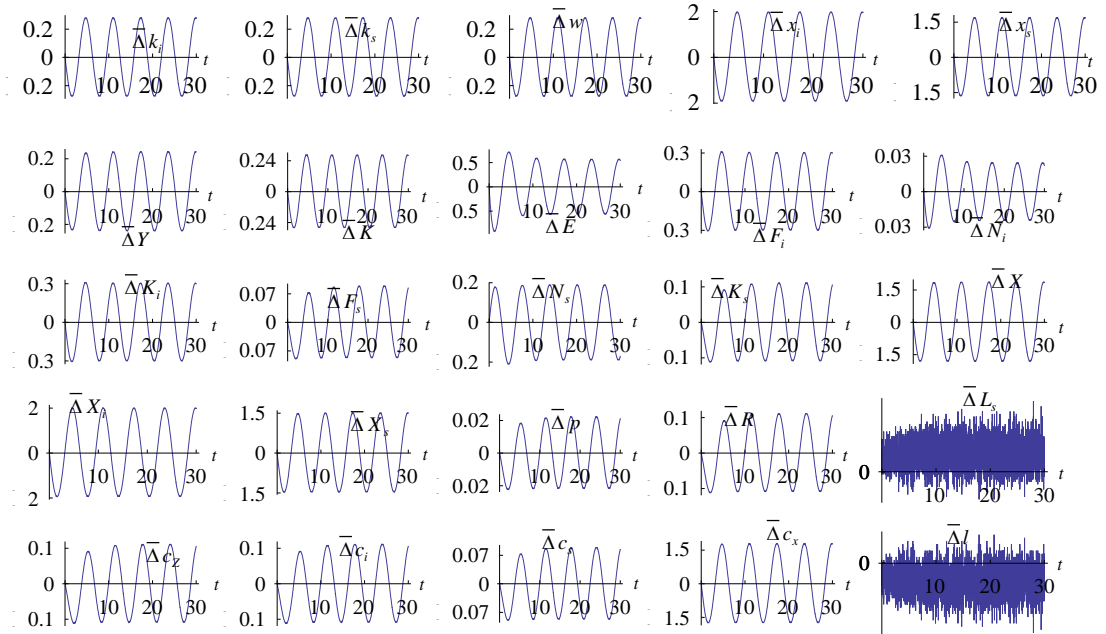 0.2 0 0.2 Δ̅k_i 10 20 30 t
0.2 0 0.2 Δ̅k_s 10 20 30 t
0.2 0 0.2 Δ̅w 10 20 30 t
2 0 2 Δ̅x_i 10 20 30 t
1.5 0 1.5 Δ̅x_s 10 20 30 t
0.2 0 0.2 Δ̅Y 10 20 30 t
0.24 0 0.24 Δ̅K 10 20 30 t
0.5 0 0.5 Δ̅E 10 20 30 t
0.3 0 0.3 Δ̅F_i 10 20 30 t
0.03 0 0.03 Δ̅N_i 10 20 30 t
0.3 0 0.3 Δ̅K_i 10 20 30 t
0.07 0 0.07 Δ̅F_s 10 20 30 t
0.2 0 0.2 Δ̅N_s 10 20 30 t
0.1 0 0.1 Δ̅K_s 10 20 30 t
1.5 0 1.5 Δ̅X 10 20 30 t
2 0 2 Δ̅X_i 10 20 30 t
1.5 0 1.5 Δ̅X_s 10 20 30 t
0.02 0 0.02 Δ̅p 10 20 30 t
0.1 0 0.1 Δ̅R 10 20 30 t
0 Δ̅L_s 10 20 30 t
0.1 0 0.1 Δ̅c_Z 10 20 30 t
0.1 0 0.1 Δ̅c_i 10 20 30 t
0.07 0 0.07 Δ̅c_s 10 20 30 t
1.5 0 1.5 Δ̅c_x 10 20 30 t
0 Δ̅l 10 20 30 t